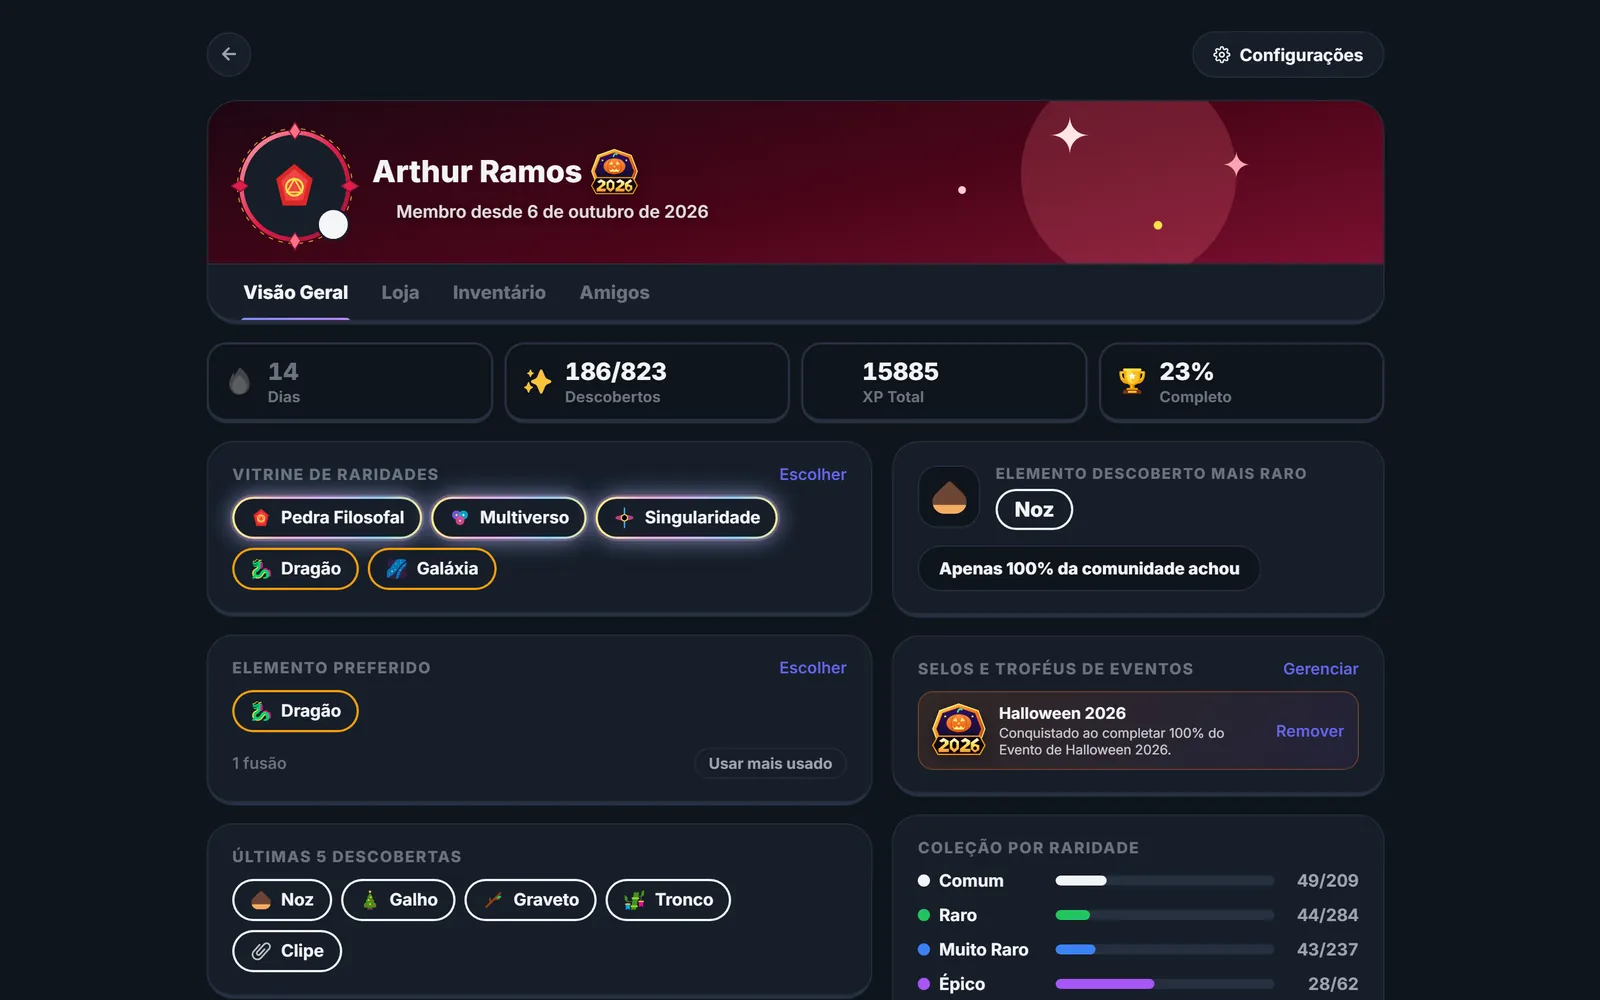 Configurações
Arthur Ramos 2026
Membro desde 6 de outubro de 2026
Visão Geral Loja Inventário Amigos
14
Dias
186/823
Descobertos
15885
XP Total
23%
Completo
VITRINE DE RARIDADES Escolher
Pedra Filosofal Multiverso Singularidade
Dragão Galáxia
ELEMENTO DESCOBERTO MAIS RARO
Noz
Apenas 100% da comunidade achou
ELEMENTO PREFERIDO Escolher
Dragão
1 fusão Usar mais usado
SELOS E TROFÉUS DE EVENTOS Gerenciar
2026
Halloween 2026
Conquistado ao completar 100% do
Evento de Halloween 2026.
Remover
ÚLTIMAS 5 DESCOBERTAS
Noz Galho Graveto Tronco
Clipe
COLEÇÃO POR RARIDADE
Comum 49/209
Raro 44/284
Muito Raro 43/237
Épico 28/62